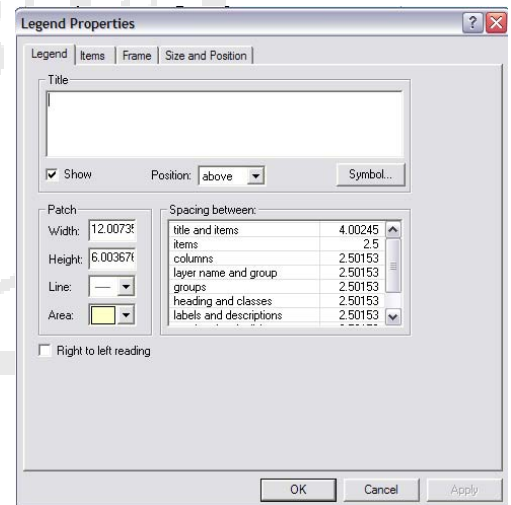 Legend Properties
Legend Items Frame Size and Position
Title
Show Position: above Symbol...
Patch
Width: 12.00735
Height: 6.003676
Line:
Area:
Spacing between:
title and items 4.00245
items 2.5
columns 2.50153
layer name and group 2.50153
groups 2.50153
heading and classes 2.50153
labels and descriptions 2.50153
Right to left reading
OK Cancel Apply